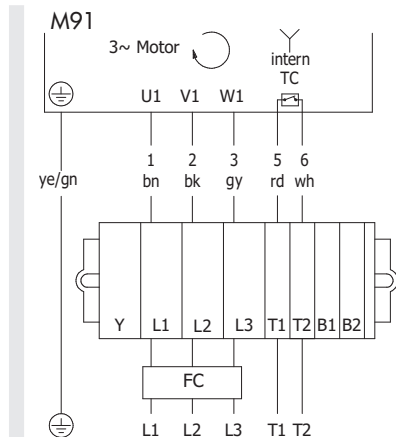 M91
3~ Motor
intern
TC
U1 V1 W1
1 2 3 5 6
ye/gn bn bk gy rd wh
Y L1 L2 L3 T1 T2 B1 B2
FC
L1 L2 L3 T1 T2